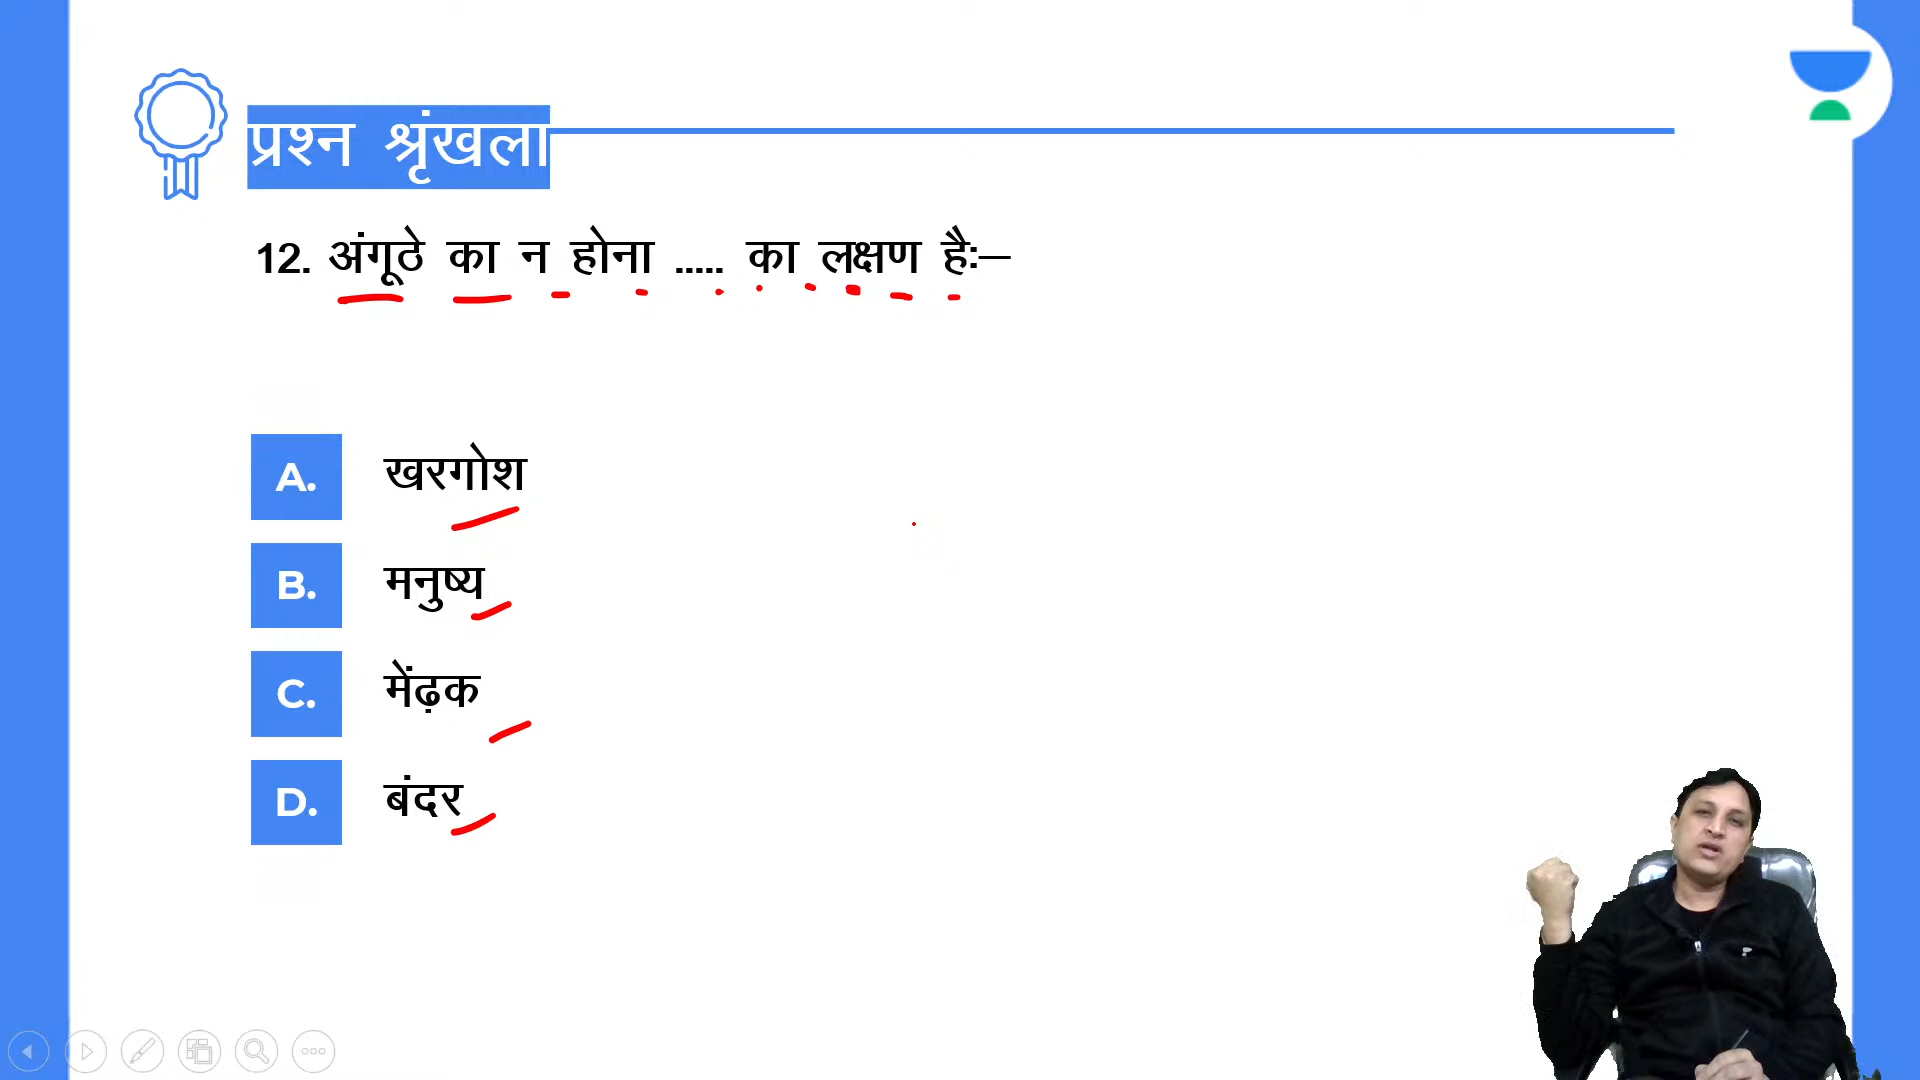 प्रश्न श्रृंखला
12. अंगूठे का न होना ..... का लक्षण है:–
A. खरगोश
B. मनुष्य
C. मेंढ़क
D. बंदर